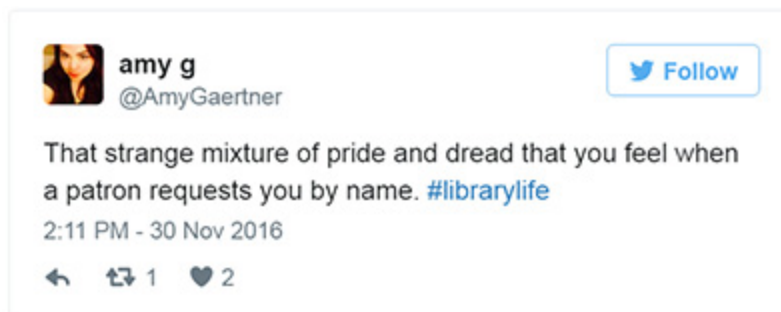 amy g
Follow
@AmyGaertner
That strange mixture of pride and dread that you feel when
a patron requests you by name. #librarylife
2:11 PM - 30 Nov 2016
1 2